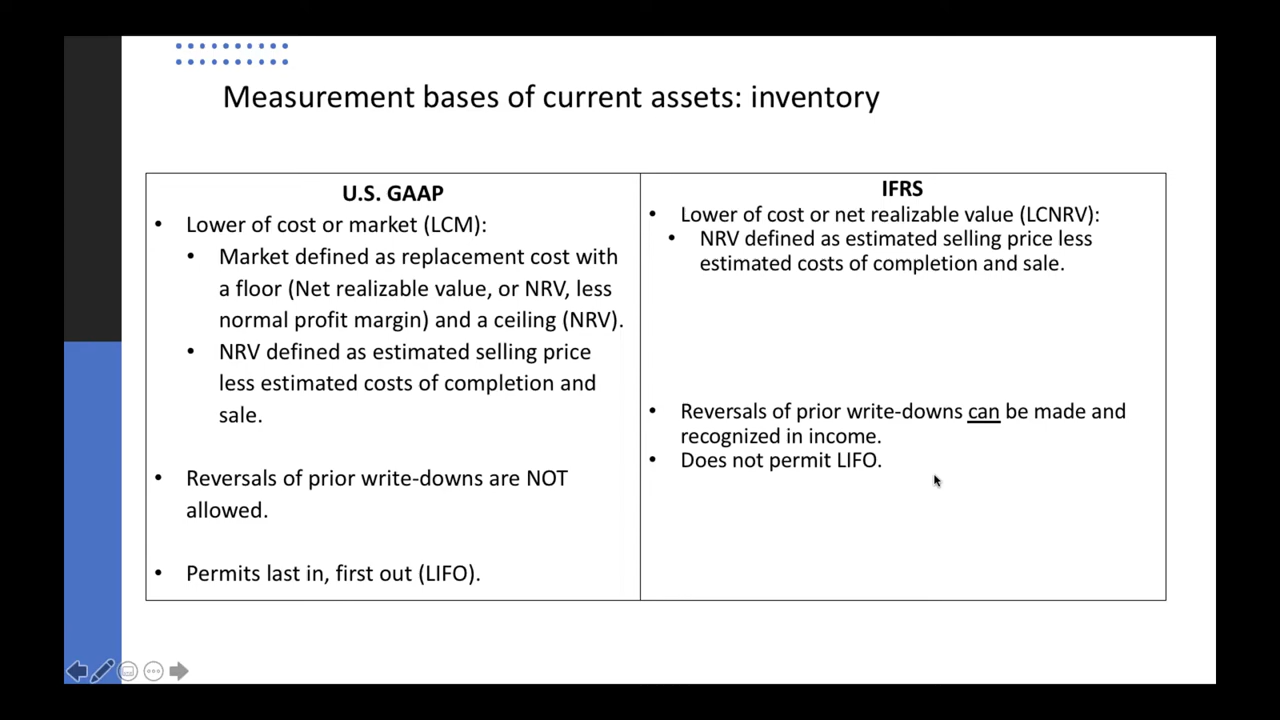 Measurement bases of current assets: inventory
U.S. GAAP
• Lower of cost or market (LCM):
• Market defined as replacement cost with
a floor (Net realizable value, or NRV, less
normal profit margin) and a ceiling (NRV).
• NRV defined as estimated selling price
less estimated costs of completion and
sale.
• Reversals of prior write-downs are NOT
allowed.
• Permits last in, first out (LIFO).
IFRS
• Lower of cost or net realizable value (LCNRV):
• NRV defined as estimated selling price less
estimated costs of completion and sale.
• Reversals of prior write-downs can be made and
recognized in income.
• Does not permit LIFO.